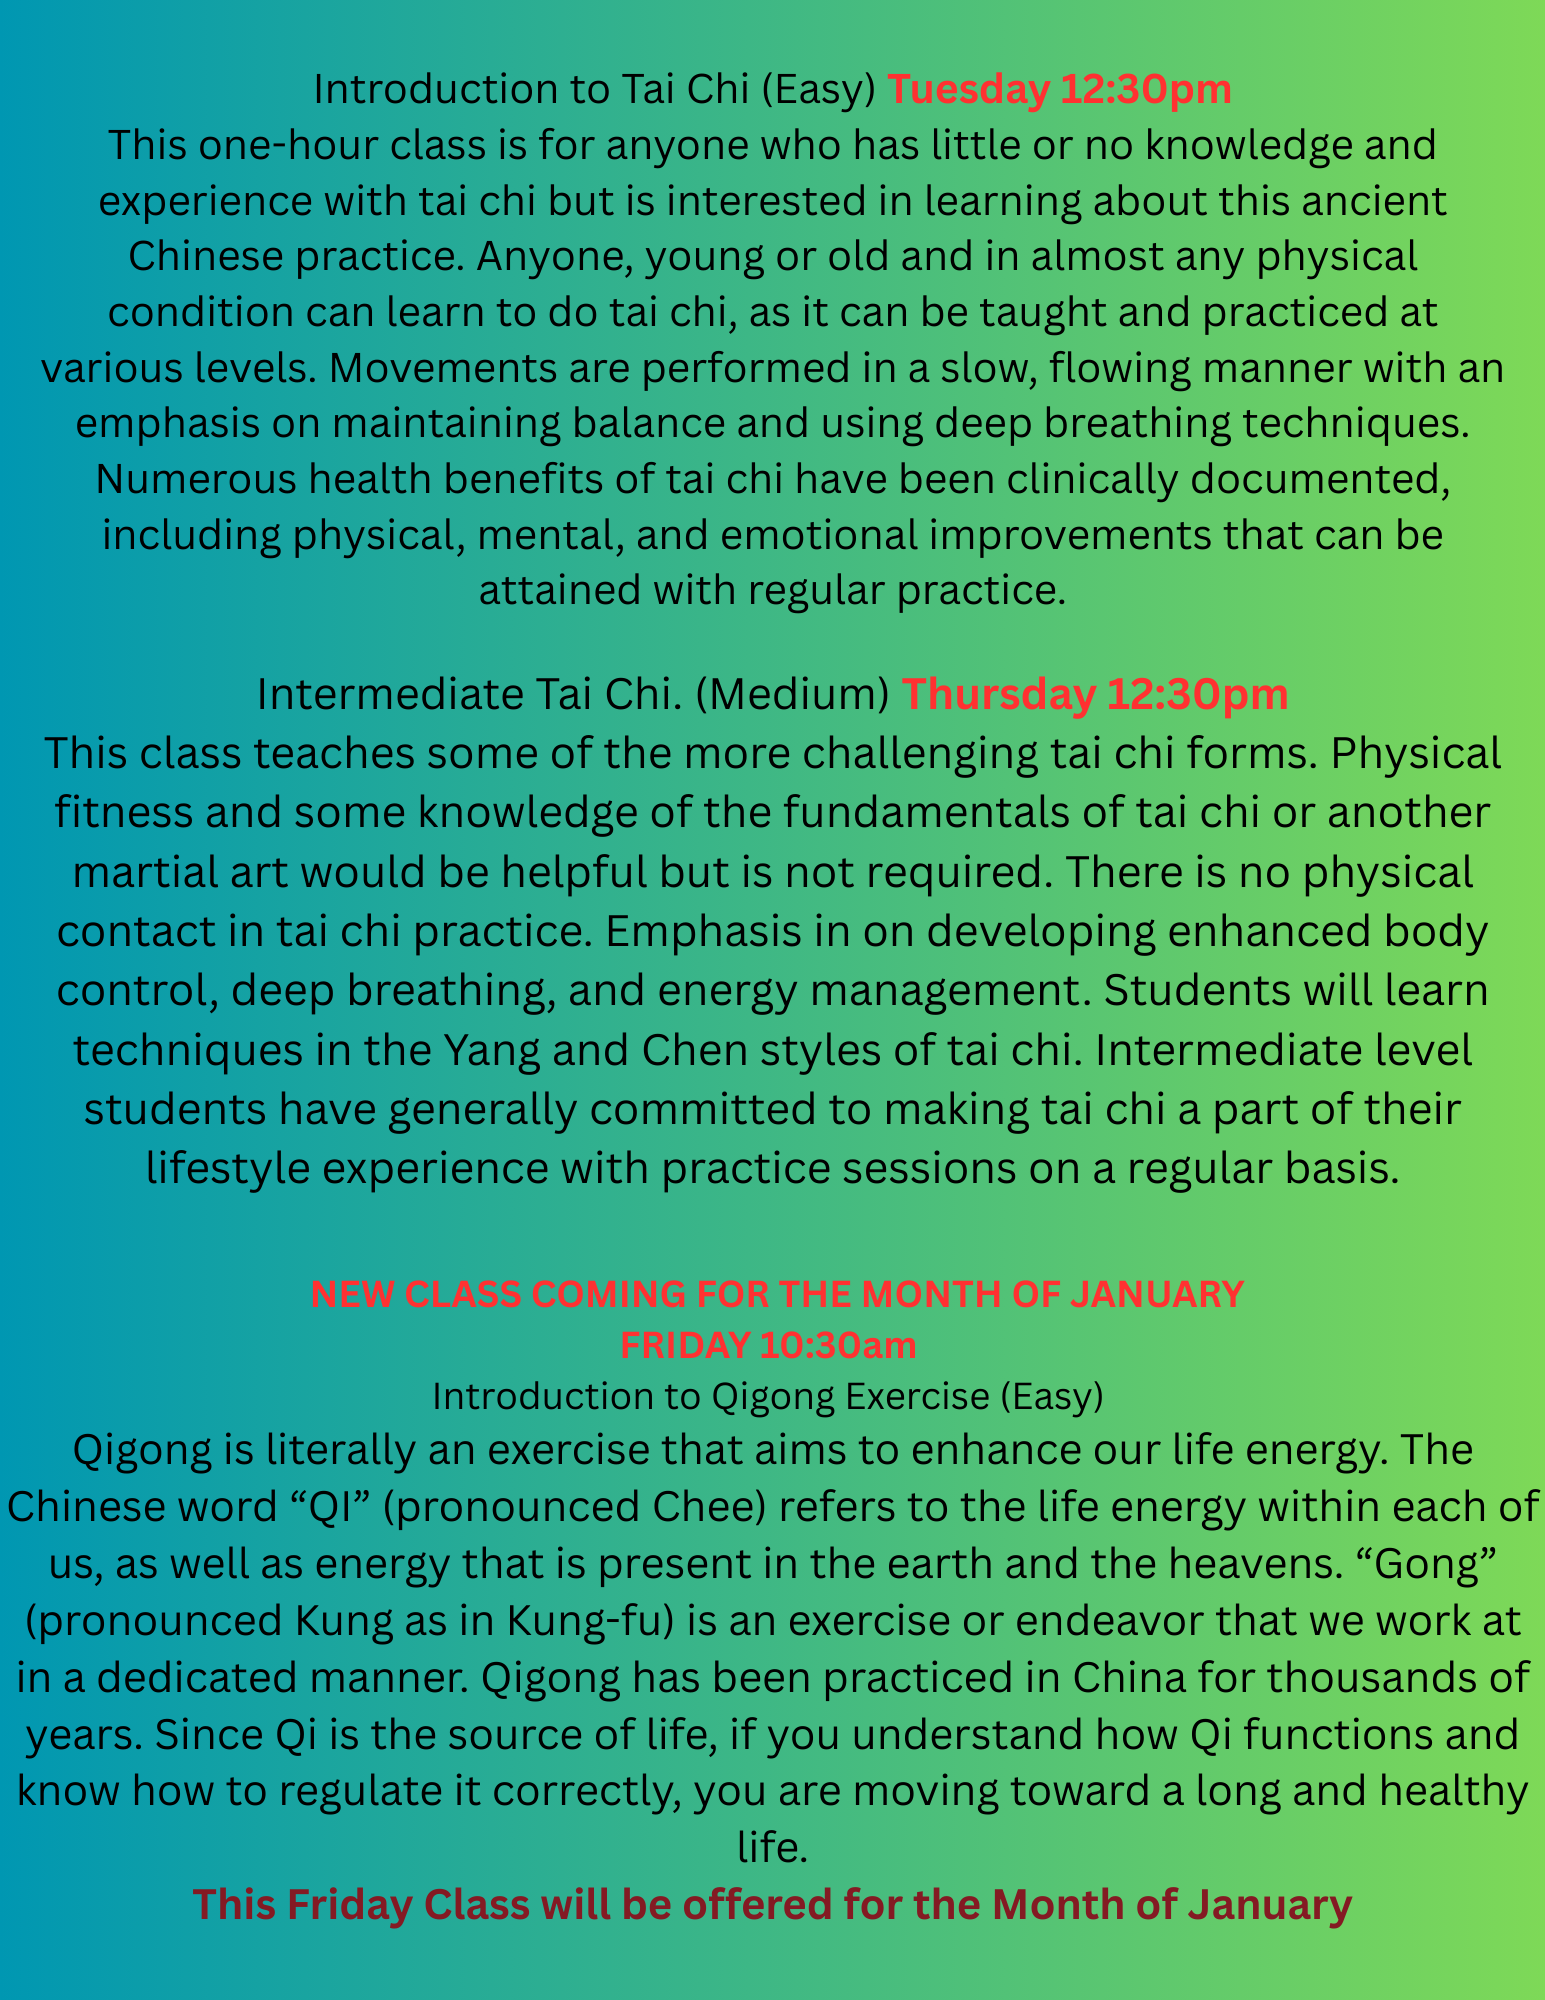 Introduction to Tai Chi (Easy) Tuesday 12:30pm
This one-hour class is for anyone who has little or no knowledge and
experience with tai chi but is interested in learning about this ancient
Chinese practice. Anyone, young or old and in almost any physical
condition can learn to do tai chi, as it can be taught and practiced at
various levels. Movements are performed in a slow, flowing manner with an
emphasis on maintaining balance and using deep breathing techniques.
Numerous health benefits of tai chi have been clinically documented,
including physical, mental, and emotional improvements that can be
attained with regular practice.
Intermediate Tai Chi. (Medium) Thursday 12:30pm
This class teaches some of the more challenging tai chi forms. Physical
fitness and some knowledge of the fundamentals of tai chi or another
martial art would be helpful but is not required. There is no physical
contact in tai chi practice. Emphasis in on developing enhanced body
control, deep breathing, and energy management. Students will learn
techniques in the Yang and Chen styles of tai chi. Intermediate level
students have generally committed to making tai chi a part of their
lifestyle experience with practice sessions on a regular basis.
NEW CLASS COMING FOR THE MONTH OF JANUARY
FRIDAY 10:30am
Introduction to Qigong Exercise (Easy)
Qigong is literally an exercise that aims to enhance our life energy. The
Chinese word “QI” (pronounced Chee) refers to the life energy within each of
us, as well as energy that is present in the earth and the heavens. “Gong”
(pronounced Kung as in Kung-fu) is an exercise or endeavor that we work at
in a dedicated manner. Qigong has been practiced in China for thousands of
years. Since Qi is the source of life, if you understand how Qi functions and
know how to regulate it correctly, you are moving toward a long and healthy
life.
This Friday Class will be offered for the Month of January